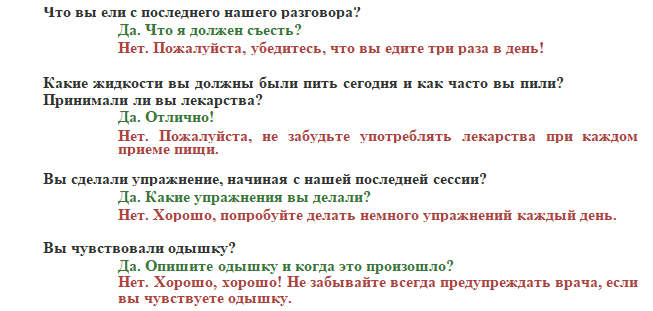 Что вы ели с последнего нашего разговора?
Да. Что я должен съесть?
Нет. Пожалуйста, убедитесь, что вы едите три раза в день!
Какие жидкости вы должны были пить сегодня и как часто вы пили?
Принимали ли вы лекарства?
Да. Отлично!
Нет. Пожалуйста, не забудьте употреблять лекарства при каждом
приеме пищи.
Вы сделали упражнение, начиная с нашей последней сессии?
Да. Какие упражнения вы делали?
Нет. Хорошо, попробуйте делать немного упражнений каждый день.
Вы чувствовали одышку?
Да. Опишите одышку и когда это произошло?
Нет. Хорошо, хорошо! Не забывайте всегда предупреждать врача, если
вы чувствуете одышку.